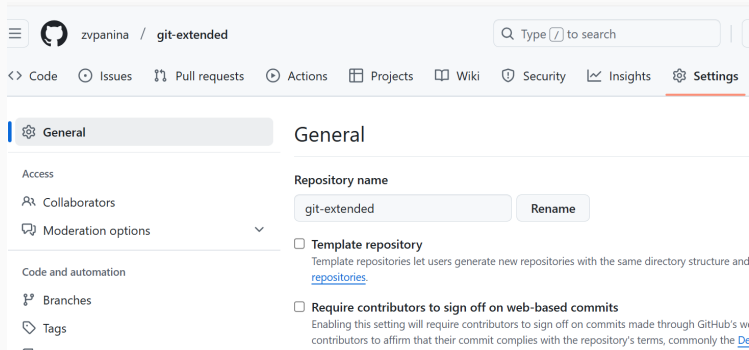 zvpanina / git-extended
Type / to search
Code Issues Pull requests Actions Projects Wiki Security Insights Settings
General
Access
Collaborators
Moderation options
Code and automation
Branches
Tags
General
Repository name
git-extended Rename
Template repository
Template repositories let users generate new repositories with the same directory structure and
repositories.
Require contributors to sign off on web-based commits
Enabling this setting will require contributors to sign off on commits made through GitHub's we
contributors to affirm that their commit complies with the repository's terms, commonly the De